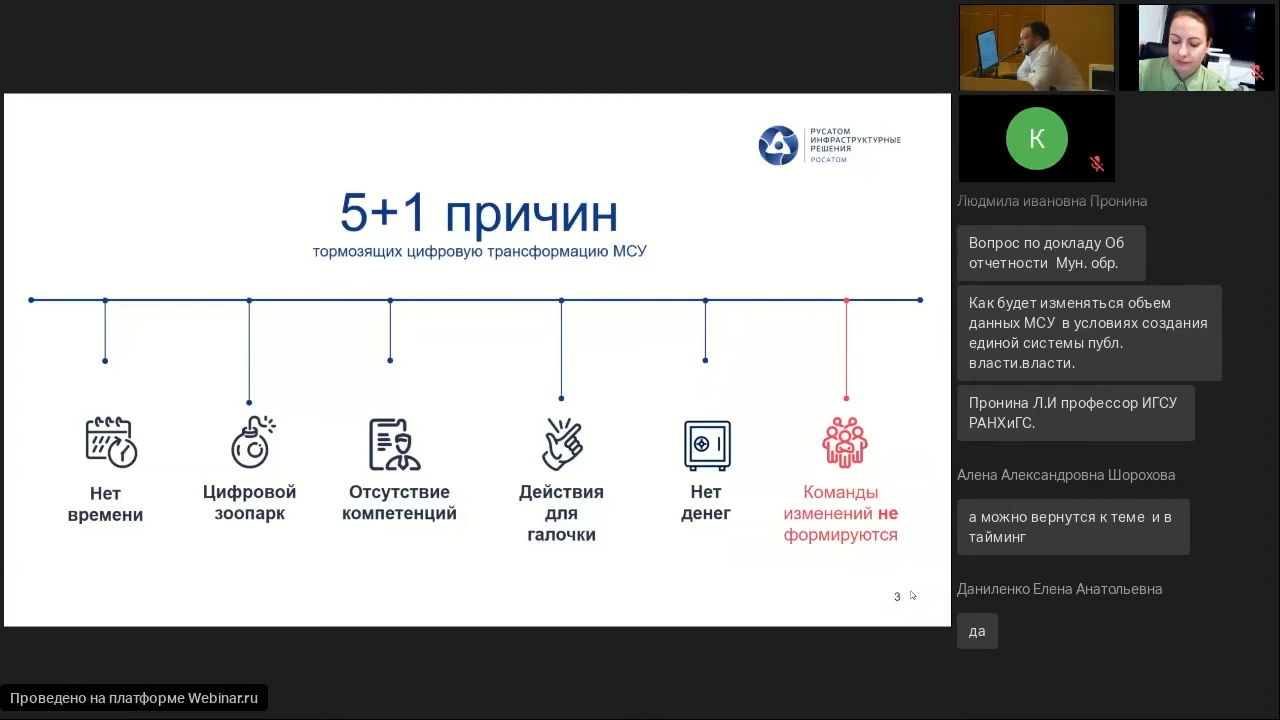 РУСАТОМ
ИНФРАСТРУКТУРНЫЕ
РЕШЕНИЯ
РОСАТОМ
5+1 причин
тормозящих цифровую трансформацию МСУ
Нет
времени
Цифровой
зоопарк
Отсутствие
компетенций
Действия
для
галочки
Нет
денег
Команды
изменений не
формируются
3
К
Людмила ивановна Пронина
Вопрос по докладу Об
отчетности Мун. обр.
Как будет изменяться объем
данных МСУ в условиях создания
единой системы публ.
власти.власти.
Пронина Л.И профессор ИГСУ
РАНХиГС.
Алена Александровна Шорохова
а можно вернутся к теме и в
тайминг
Даниленко Елена Анатольевна
да
Проведено на платформе Webinar.ru